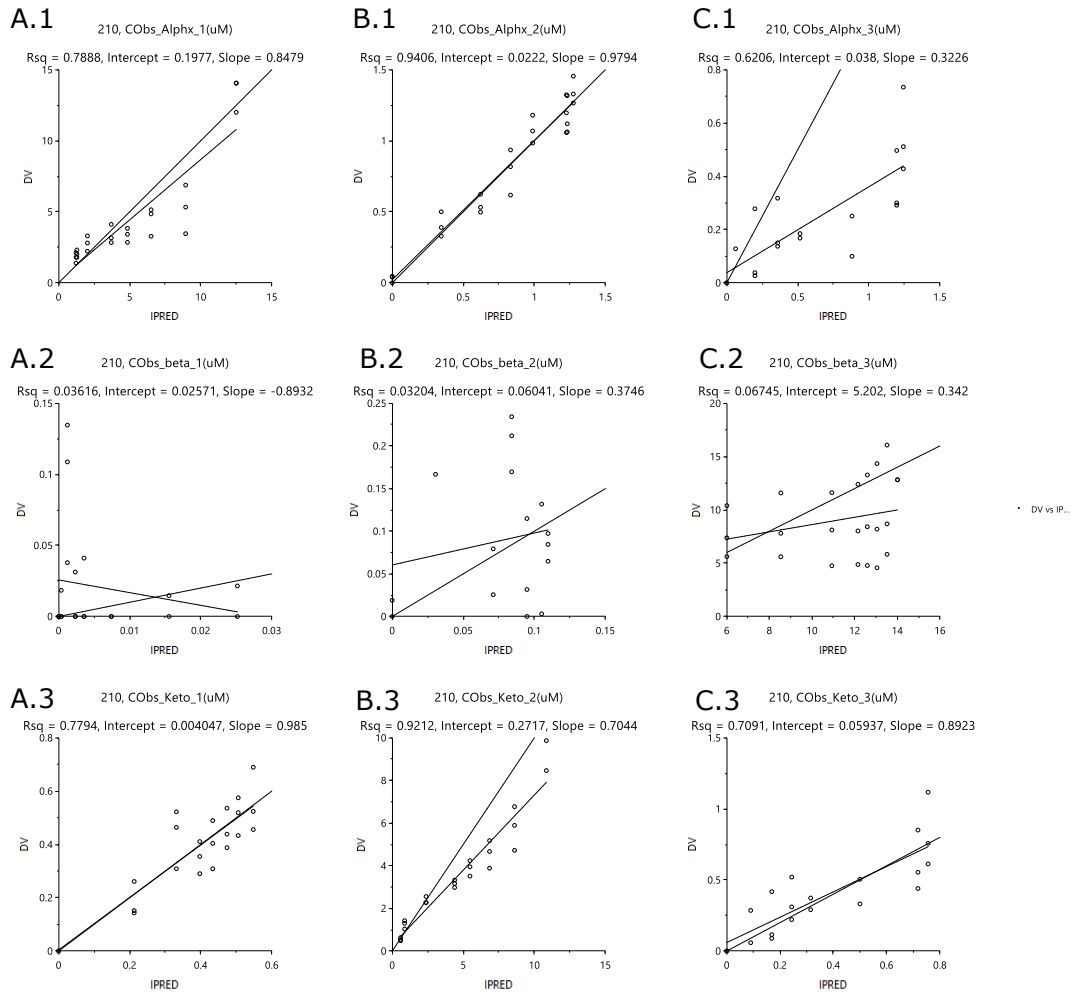 A.1
210, CObs_Alphx_1(uM)
Rsq = 0.7888, Intercept = 0.1977, Slope = 0.8479
15
10
5
0
DV
0 5 10 15
IPRED
B.1
210, CObs_Alphx_2(uM)
Rsq = 0.9406, Intercept = 0.0222, Slope = 0.9794
1.5
1
0.5
0
DV
0 0.5 1 1.5
IPRED
C.1
210, CObs_Alphx_3(uM)
Rsq = 0.6206, Intercept = 0.038, Slope = 0.3226
0.8
0.6
0.4
0.2
0
DV
0 0.5 1 1.5
IPRED
A.2
210, CObs_beta_1(uM)
Rsq = 0.03616, Intercept = 0.02571, Slope = -0.8932
0.15
0.1
0.05
0
DV
0 0.01 0.02 0.03
IPRED
B.2
210, CObs_beta_2(uM)
Rsq = 0.03204, Intercept = 0.06041, Slope = 0.3746
0.25
0.2
0.15
0.1
0.05
0
DV
0 0.05 0.1 0.15
IPRED
C.2
210, CObs_beta_3(uM)
Rsq = 0.06745, Intercept = 5.202, Slope = 0.342
20
15
10
5
0
DV
6 8 10 12 14 16
IPRED
DV vs IP...
A.3
210, CObs_Keto_1(uM)
Rsq = 0.7794, Intercept = 0.004047, Slope = 0.985
0.8
0.6
0.4
0.2
0
DV
0 0.2 0.4 0.6
IPRED
B.3
210, CObs_Keto_2(uM)
Rsq = 0.9212, Intercept = 0.2717, Slope = 0.7044
10
8
6
4
2
0
DV
0 5 10 15
IPRED
C.3
210, CObs_Keto_3(uM)
Rsq = 0.7091, Intercept = 0.05937, Slope = 0.8923
1.5
1
0.5
0
DV
0 0.2 0.4 0.6 0.8
IPRED